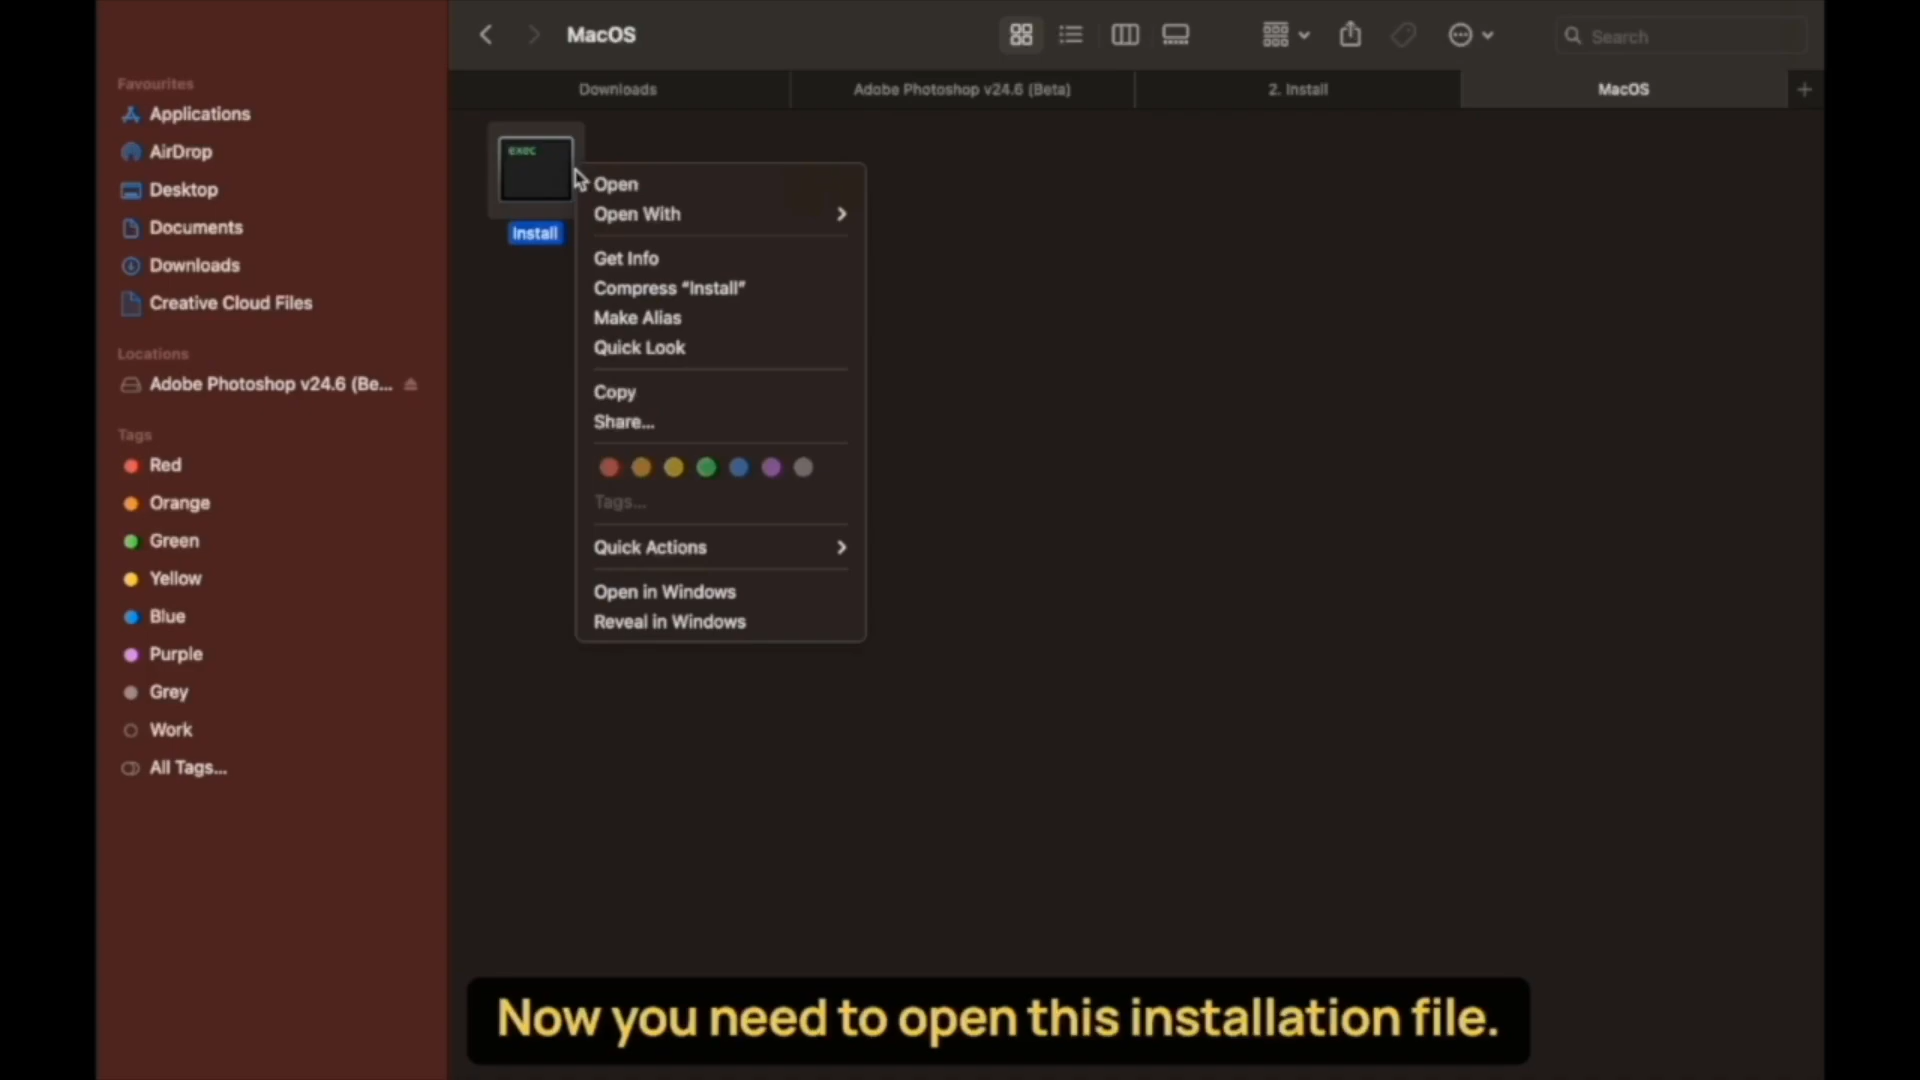 MacOS
Search
Downloads
Adobe Photoshop v24.6 (Beta)
2. Install
MacOS
Favourites
Applications
AirDrop
Desktop
Documents
Downloads
Creative Cloud Files
Locations
Adobe Photoshop v24.6 (Be...
Tags
Red
Orange
Green
Yellow
Blue
Purple
Grey
Work
All Tags...
exec
Install
Open
Open With
Get Info
Compress “Install”
Make Alias
Quick Look
Copy
Share...
Tags...
Quick Actions
Open in Windows
Reveal in Windows
Now you need to open this installation file.